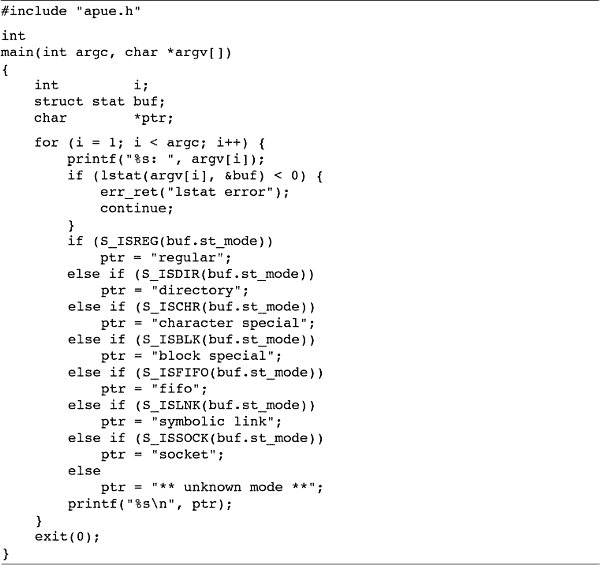 #include "apue.h"
int
main(int argc, char *argv[])
{
    int         i;
    struct stat buf;
    char        *ptr;
    for (i = 1; i < argc; i++) {
        printf("%s: ", argv[i]);
        if (lstat(argv[i], &buf) < 0) {
            err_ret("lstat error");
            continue;
        }
        if (S_ISREG(buf.st_mode))
            ptr = "regular";
        else if (S_ISDIR(buf.st_mode))
            ptr = "directory";
        else if (S_ISCHR(buf.st_mode))
            ptr = "character special";
        else if (S_ISBLK(buf.st_mode))
            ptr = "block special";
        else if (S_ISFIFO(buf.st_mode))
            ptr = "fifo";
        else if (S_ISLNK(buf.st_mode))
            ptr = "symbolic link";
        else if (S_ISSOCK(buf.st_mode))
            ptr = "socket";
        else
            ptr = "** unknown mode **";
        printf("%s\n", ptr);
    }
    exit(0);
}